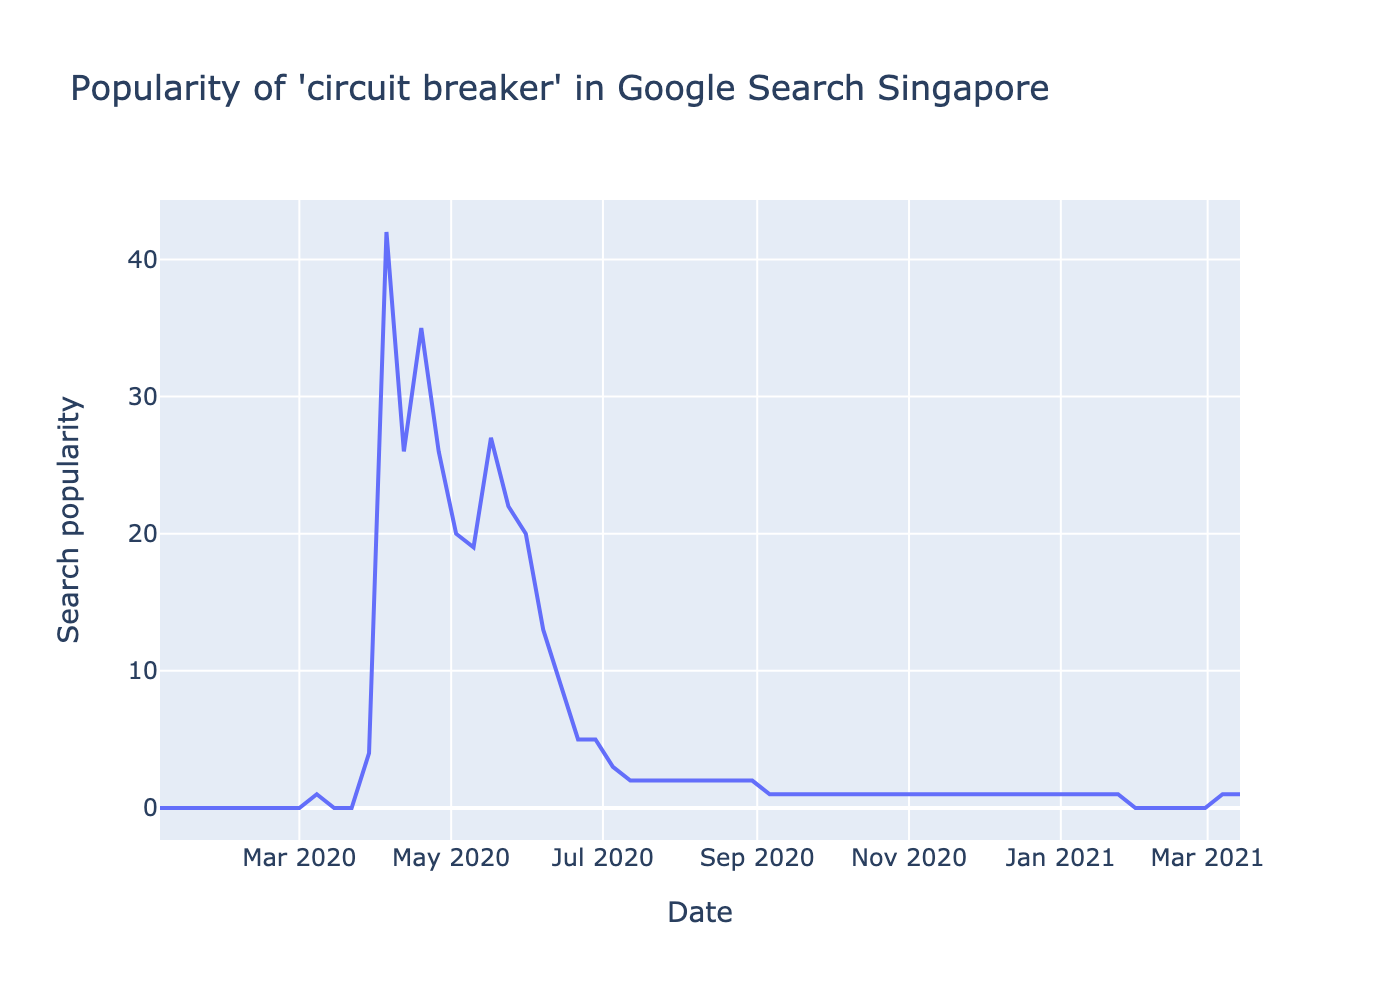 Popularity of 'circuit breaker' in Google Search Singapore
40
30
20
10
0
Search popularity
Mar 2020
May 2020
Jul 2020
Sep 2020
Nov 2020
Jan 2021
Mar 2021
Date